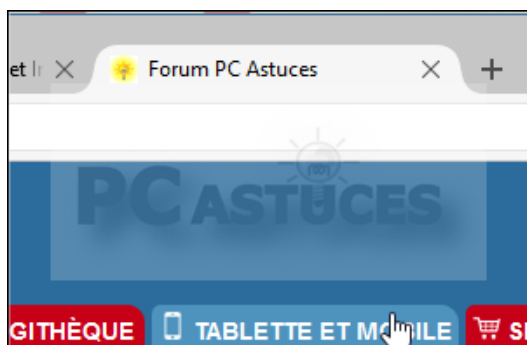 et I
Forum PC Astuces
PC ASTUCES
GITHÈQUE
TABLETTE ET MOBILE
S